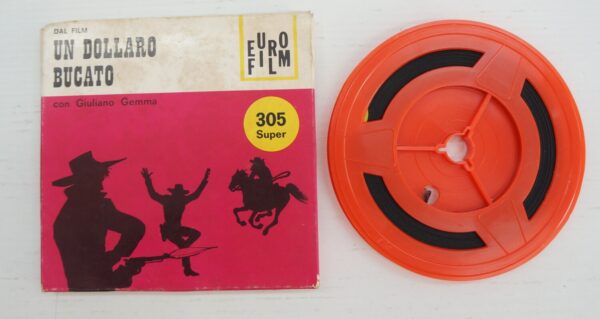 DAL FILM
UN DOLLARO
BUCATO
con Giuliano Gemma
EURO
FILM
305
Super